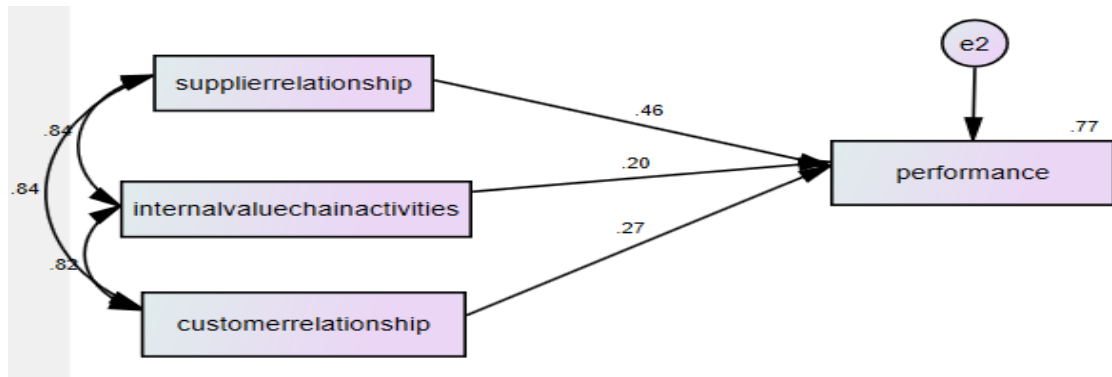 e2
supplierrelationship
.84
.46
.77
.20
performance
.84
internalvaluechainactivities
.27
.82
customerrelationship